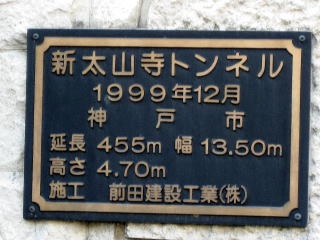 新太山寺トンネル
1999年12月
神戸市
延長 455m 幅 13.50m
高さ 4.70m
施工 前田建設工業(株)